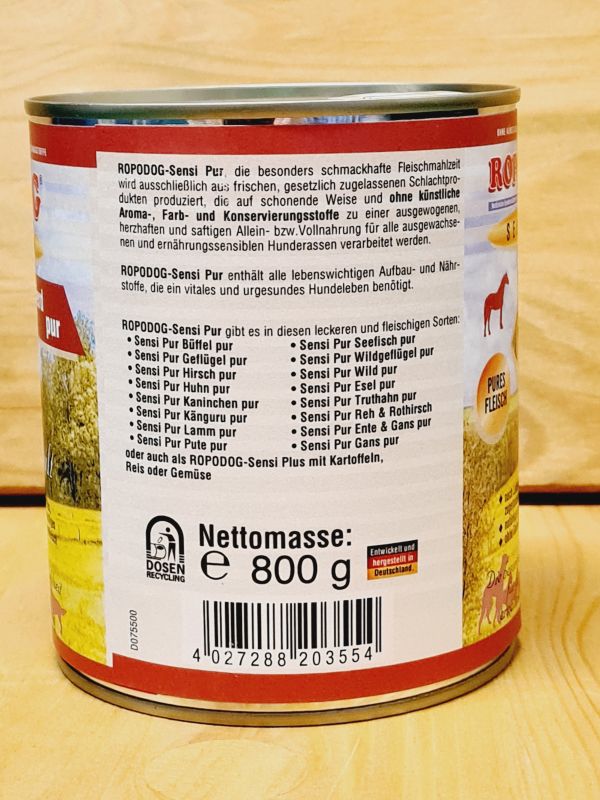 ROPODOG-Sensi Pur, die besonders schmackhafte Fleischmahlzeit
wird ausschließlich aus frischen, gesetzlich zugelassenen Schlachtpro-
dukten produziert, die auf schonende Weise und ohne künstliche
Aroma-, Farb- und Konservierungsstoffe zu einer ausgewogenen,
herzhaften und saftigen Allein- bzw.Vollnahrung für alle ausgewachse-
nen und ernährungssensiblen Hunderassen verarbeitet werden.
ROPODOG-Sensi Pur enthält alle lebenswichtigen Aufbau- und Nähr-
stoffe, die ein vitales und urgesundes Hundeleben benötigt.
ROPODOG-Sensi Pur gibt es in diesen leckeren und fleischigen Sorten:
• Sensi Pur Büffel pur
• Sensi Pur Geflügel pur
• Sensi Pur Hirsch pur
• Sensi Pur Huhn pur
• Sensi Pur Kaninchen pur
• Sensi Pur Känguru pur
• Sensi Pur Lamm pur
• Sensi Pur Pute pur
• Sensi Pur Seefisch pur
• Sensi Pur Wildgeflügel pur
• Sensi Pur Wild pur
• Sensi Pur Esel pur
• Sensi Pur Truthahn pur
• Sensi Pur Reh & Rothirsch
• Sensi Pur Ente & Gans pur
• Sensi Pur Gans pur
oder auch als ROPODOG-Sensi Plus mit Kartoffeln,
Reis oder Gemüse
DOSEN
RECYCLING
Nettomasse:
e 800 g
Entwickelt und
hergestellt in
Deutschland
D075500
4 027288 203554
pur
ROP
SE
PURES
FLEISCH